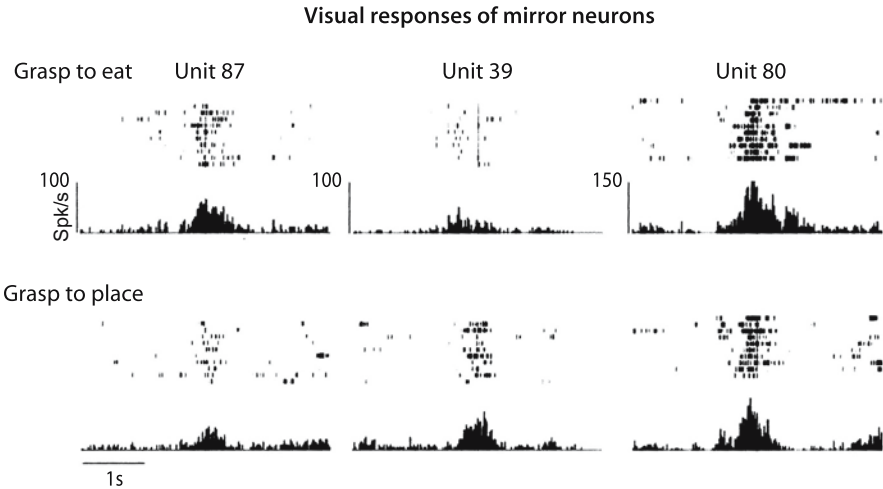 Visual responses of mirror neurons
Grasp to eat Unit 87 Unit 39 Unit 80
100 100 150
Spk/s
Grasp to place
1s